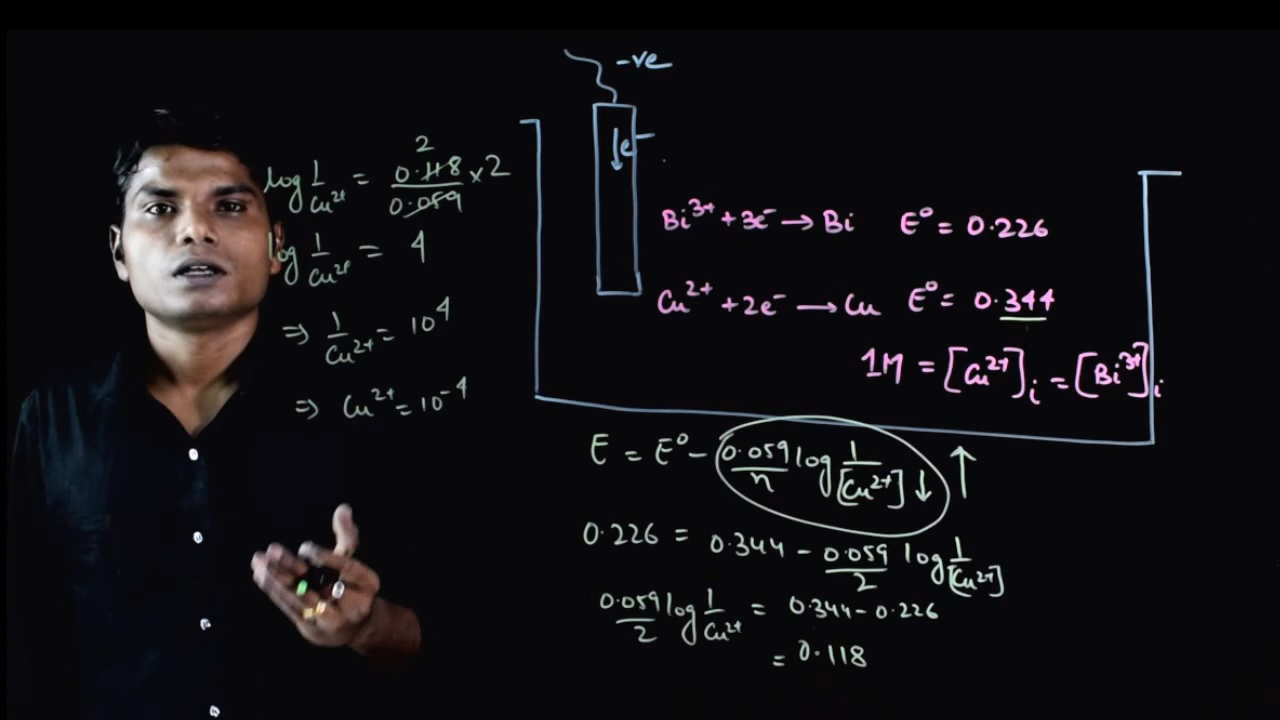 -ve
e-
Bi³⁺ + 3e⁻ → Bi E° = 0.226
Cu²⁺ + 2e⁻ → Cu E° = 0.344
1M = [Cu²⁺]i = [Bi³⁺]i
E = E° - 0.059/n log 1/[Cu²⁺] ↓ ↑
0.226 = 0.344 - 0.059/2 log 1/[Cu²⁺]
0.059/2 log 1/Cu²⁺ = 0.344 - 0.226
= 0.118
2
log 1/Cu²⁺ = 0.118/0.059 × 2
log 1/Cu²⁺ = 4
⇒ 1/Cu²⁺ = 10⁴
⇒ Cu²⁺ = 10⁻⁴